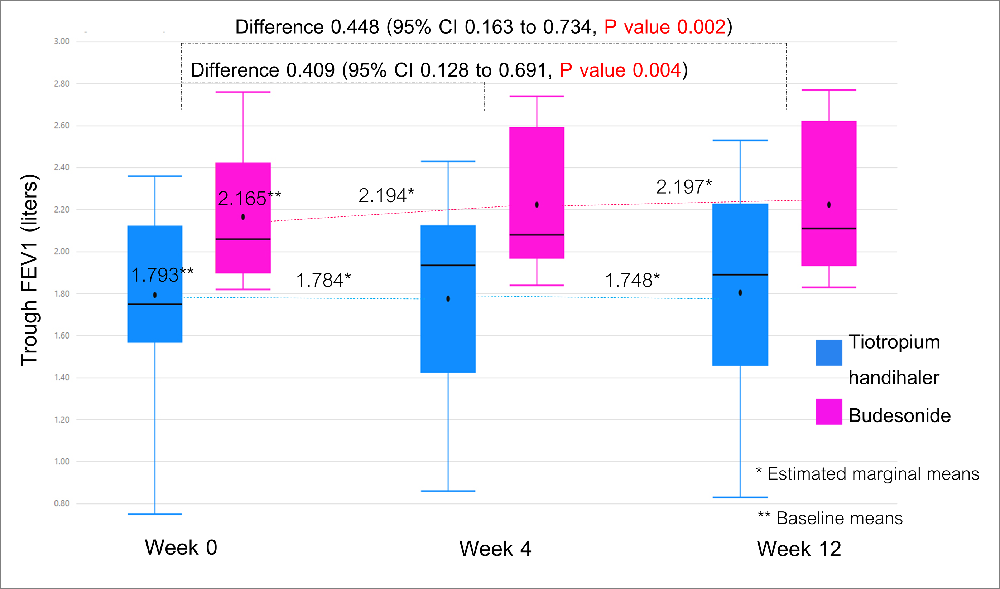 Difference 0.448 (95% CI 0.163 to 0.734, P value 0.002)
3.00
Difference 0.409 (95% CI 0.128 to 0.691, P value 0.004)
2.80
2.60
2.40
2.20
2.00
1.80
1.60
1.40
1.20
1.00
0.80
Trough FEV1 (liters)
2.165**
2.194*
2.197*
1.793**
1.784*
1.748*
Tiotropium
handihaler
Budesonide
* Estimated marginal means
** Baseline means
Week 0
Week 4
Week 12